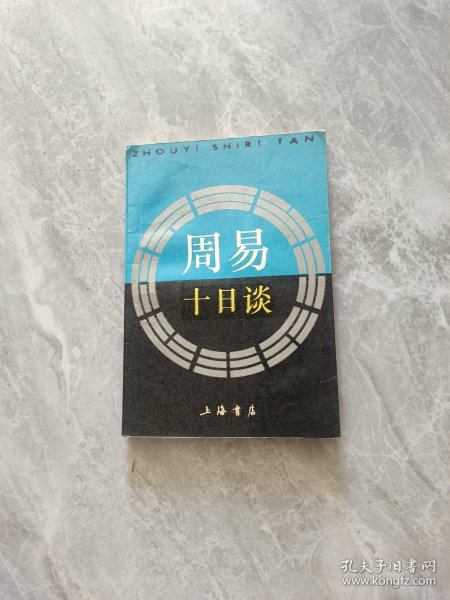 ZHOUYI SHIRI TAN
周易
十日谈
上海書店
孔夫子旧书网
www.kongfz.com